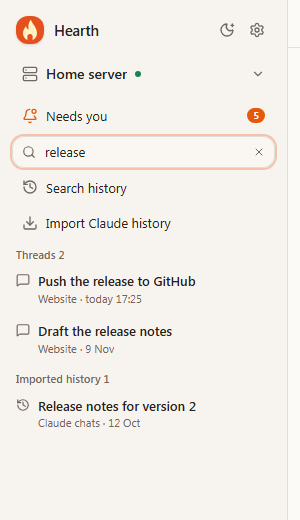 Hearth
Home server
Needs you 5
release
Search history
Import Claude history
Threads 2
Push the release to GitHub
Website · today 17:25
Draft the release notes
Website · 9 Nov
Imported history 1
Release notes for version 2
Claude chats · 12 Oct